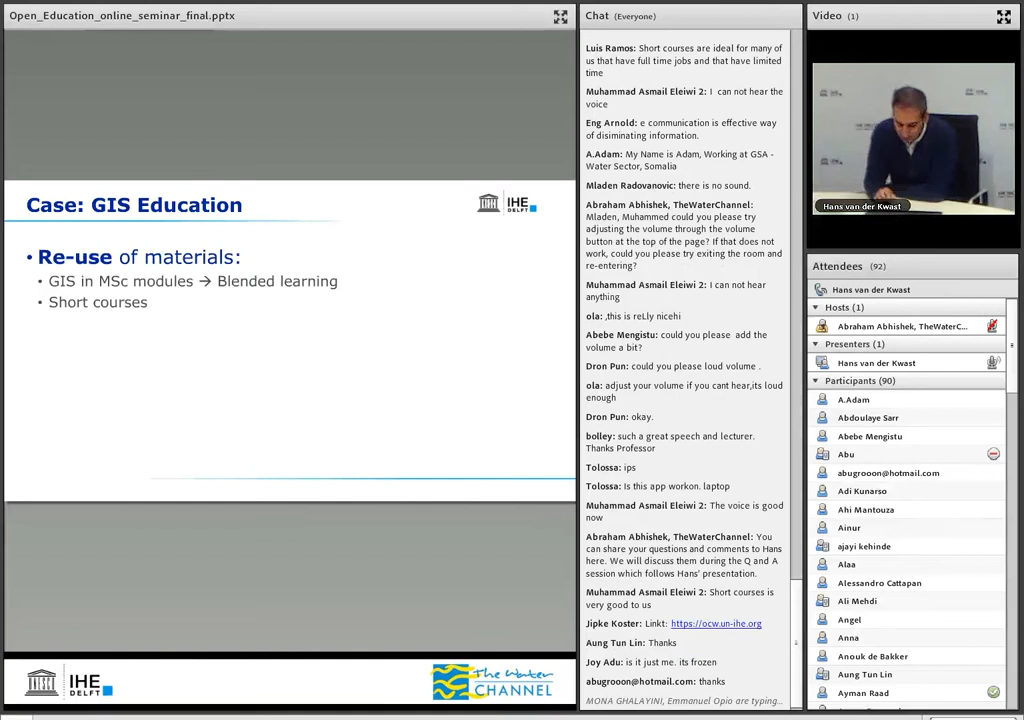 Open_Education_online_seminar_final.pptx
Case: GIS Education
IHE
DELFT
• Re-use of materials:
• GIS in MSc modules → Blended learning
• Short courses
IHE
DELFT
The Water
CHANNEL
Chat (Everyone)
Luis Ramos: Short courses are ideal for many of
us that have full time jobs and that have limited
time
Muhammad Asmail Eleiwi 2: I can not hear the
voice
Eng Arnold: e communication is effective way
of disiminating information.
A.Adam: My Name is Adam, Working at GSA -
Water Sector, Somalia
Mladen Radovanovic: there is no sound.
Abraham Abhishek, TheWaterChannel:
Mladen, Muhammed could you please try
adjusting the volume through the volume
button at the top of the page? If that does not
work, could you please try exiting the room and
re-entering?
Muhammad Asmail Eleiwi 2: I can not hear
anything
ola: ,this is reLly nicehi
Abebe Mengistu: could you please add the
volume a bit?
Dron Pun: could you please loud volume .
ola: adjust your volume if you cant hear,its loud
enough
Dron Pun: okay.
bolley: such a great speech and lecturer.
Thanks Professor
Tolossa: ips
Tolossa: Is this app workon. laptop
Muhammad Asmail Eleiwi 2: The voice is good
now
Abraham Abhishek, TheWaterChannel: You
can share your questions and comments to Hans
here. We will discuss them during the Q and A
session which follows Hans' presentation.
Muhammad Asmail Eleiwi 2: Short courses is
very good to us
Jipke Koster: Linkt: https://ocw.un-ihe.org
Aung Tun Lin: Thanks
Joy Adu: is it just me. its frozen
abugrooon@hotmail.com: thanks
MONA GHALAYINI, Emmanuel Opio are typing...
Video (1)
Hans van der Kwast
Attendees (92)
Hans van der Kwast
Hosts (1)
Abraham Abhishek, TheWaterC...
Presenters (1)
Hans van der Kwast
Participants (90)
A.Adam
Abdoulaye Sarr
Abebe Mengistu
Abu
abugrooon@hotmail.com
Adi Kunarso
Ahi Mantouza
Ainur
ajayi kehinde
Alaa
Alessandro Cattapan
Ali Mehdi
Angel
Anna
Anouk de Bakker
Aung Tun Lin
Ayman Raad